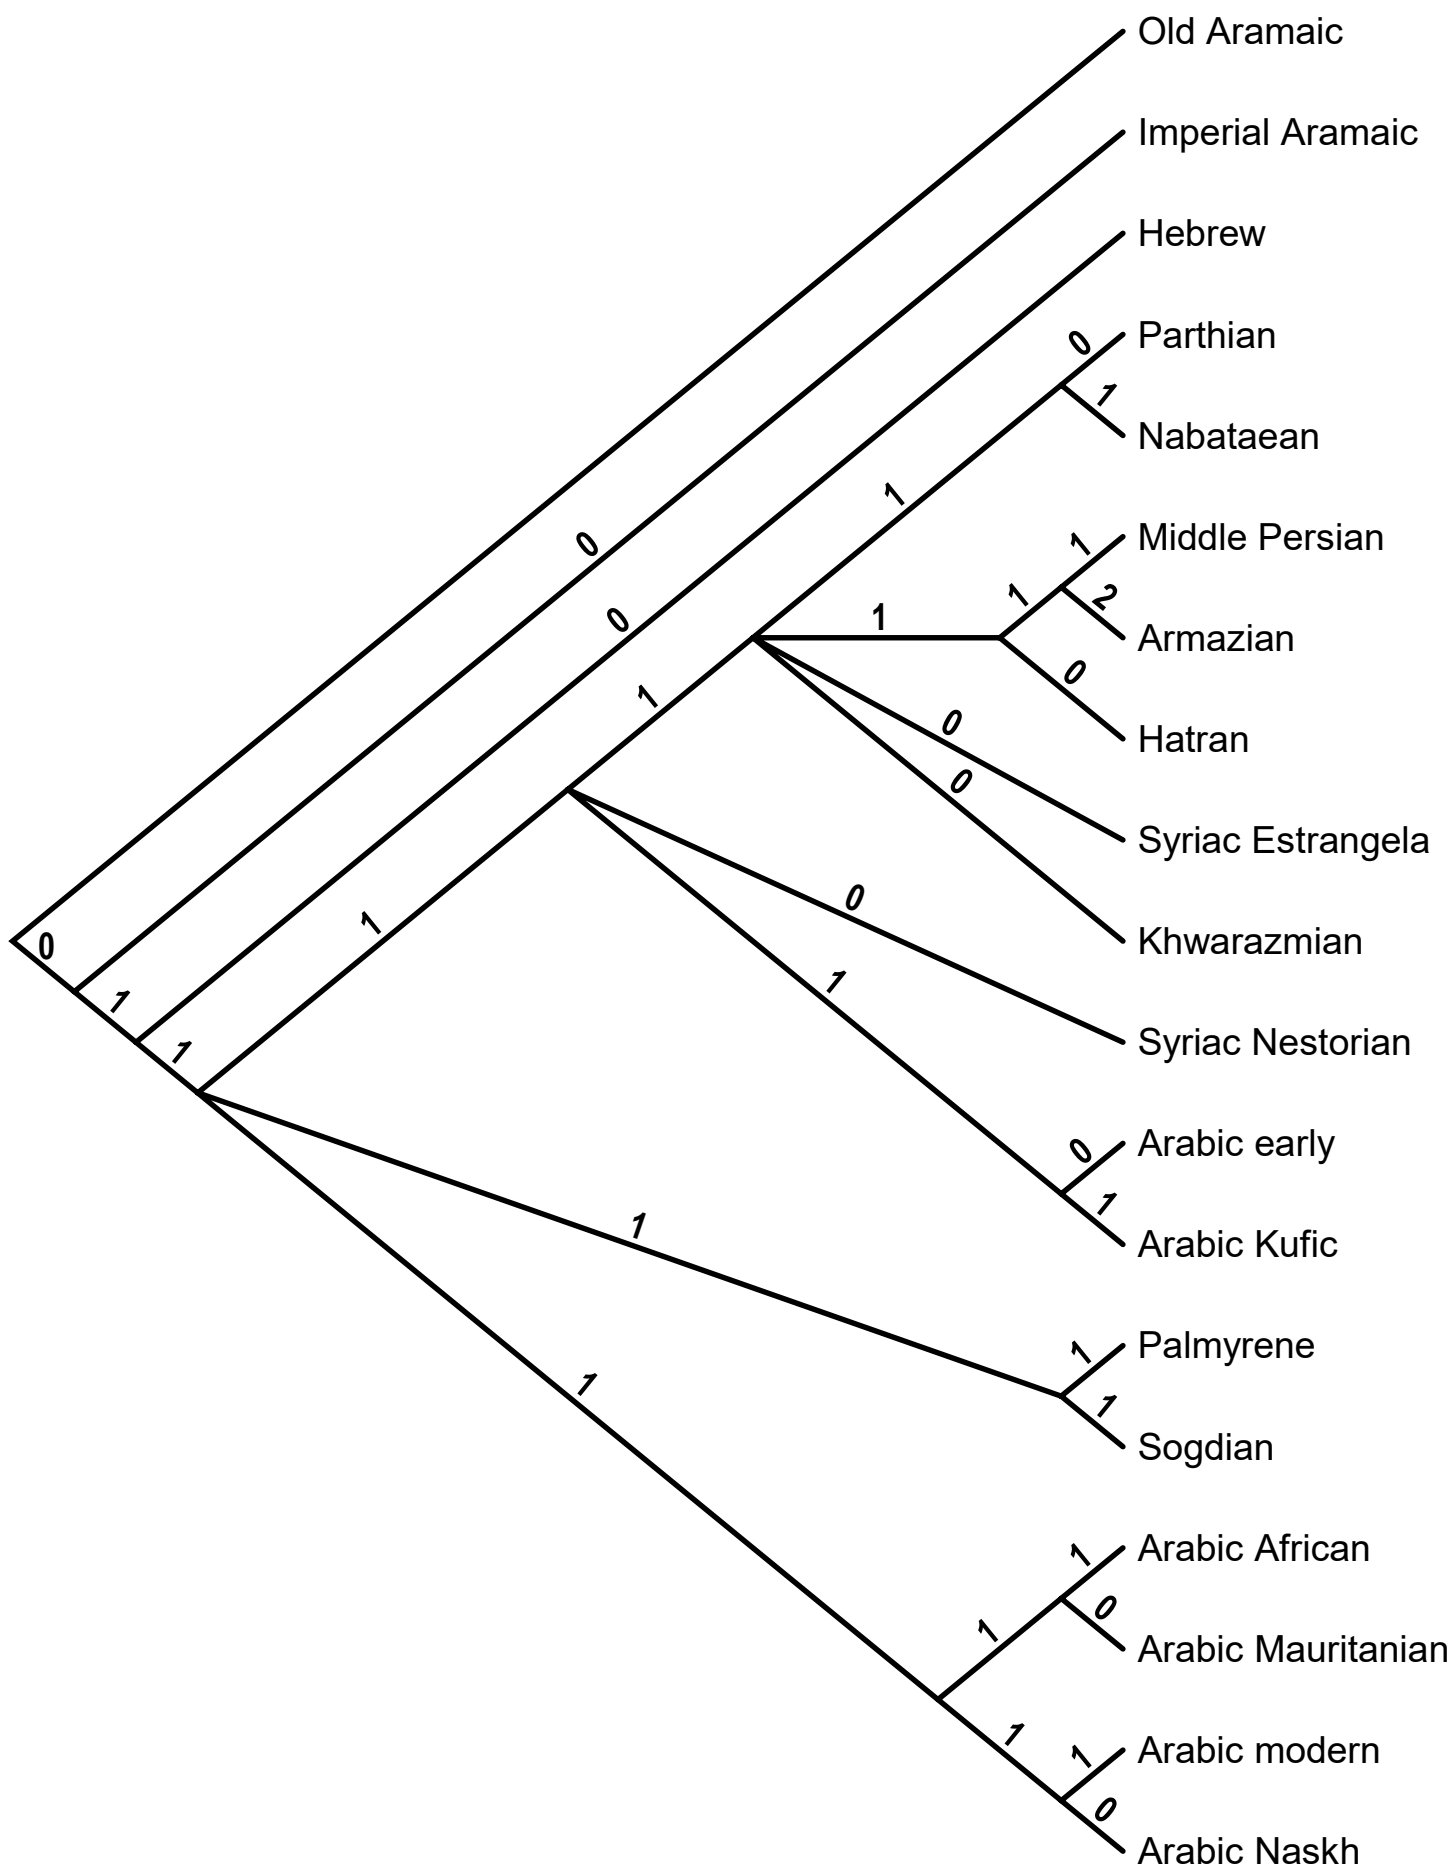 Old Aramaic
Imperial Aramaic
Hebrew
0 Parthian
1
Nabataean
1
1 Middle Persian
0
1 2
1
0 Armazian
0
1
0 Hatran
0
Syriac Estrangela
0
1
Khwarazmian
0
1
1
Syriac Nestorian
1
0 Arabic early
1
1
Arabic Kufic
1 Palmyrene
1
1
Sogdian
1 Arabic African
0
1
Arabic Mauritanian
1
1 Arabic modern
0
Arabic Naskh